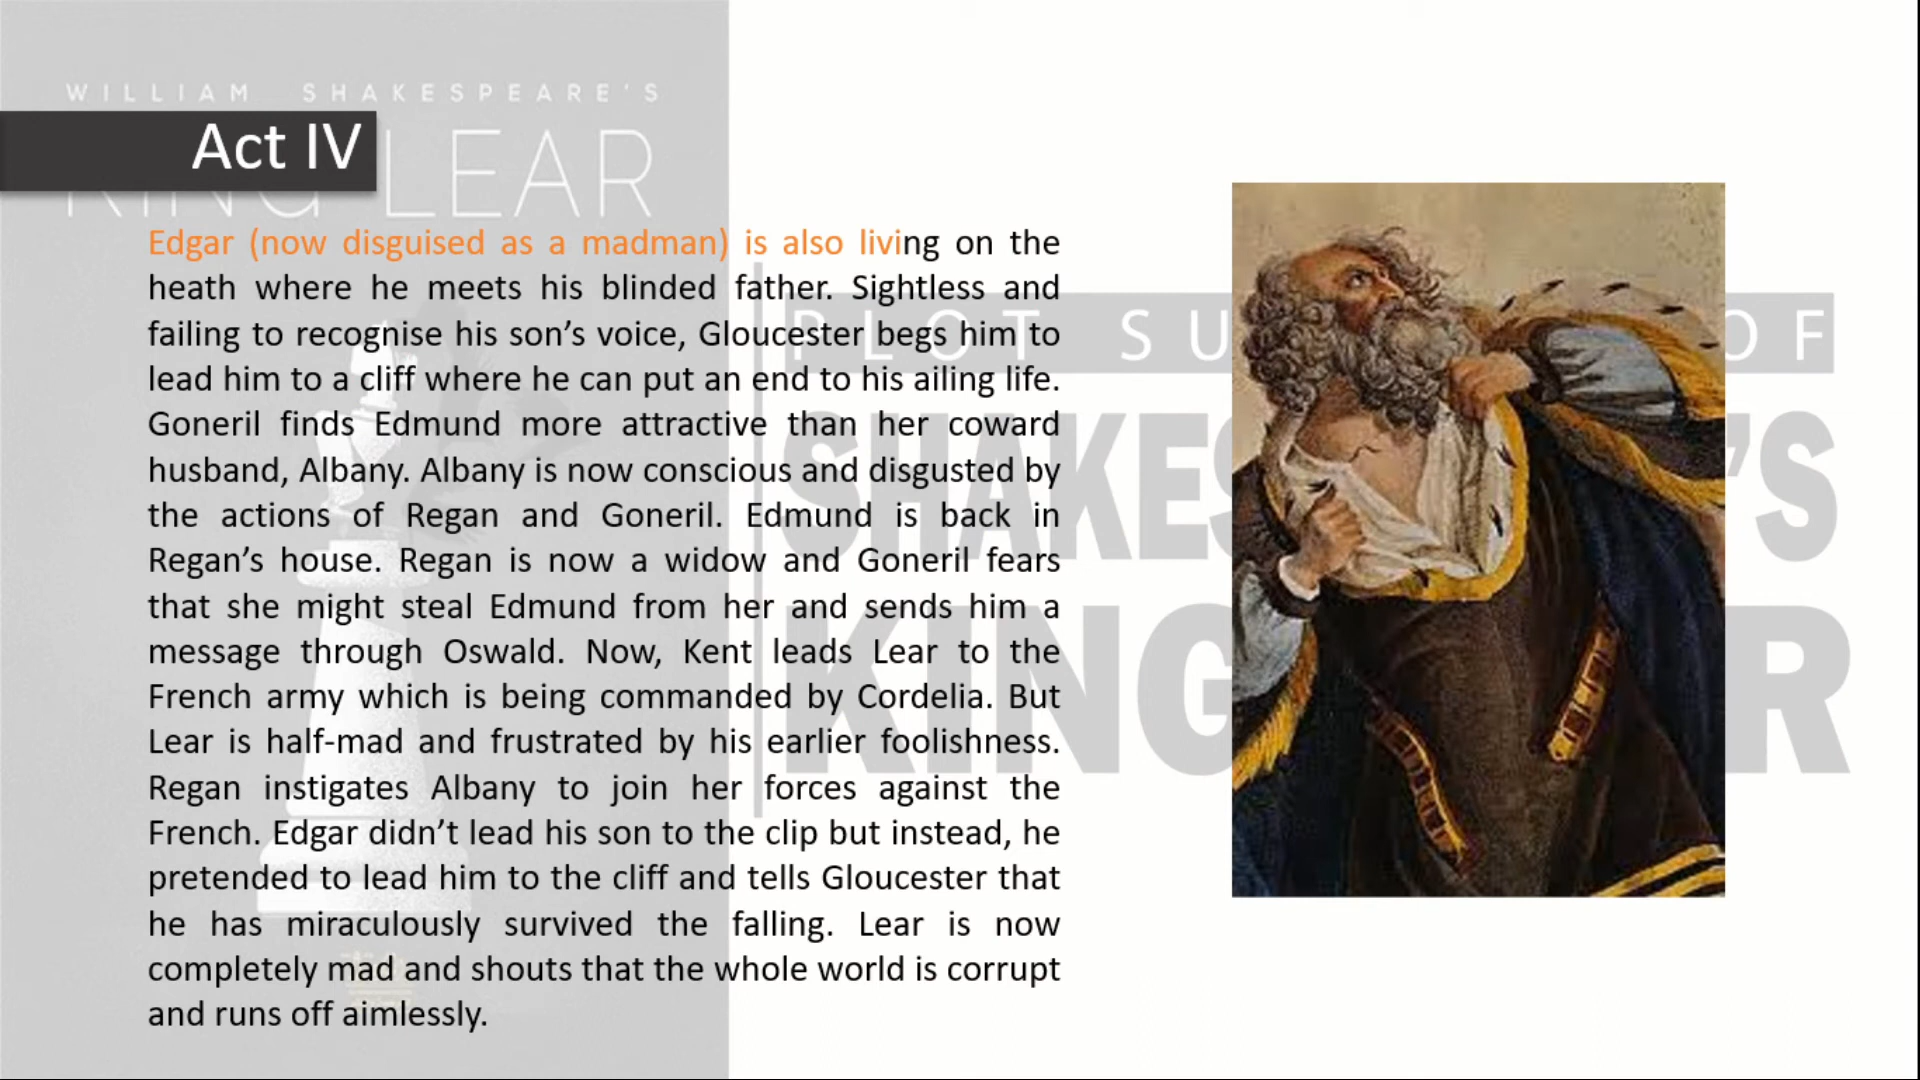 WILLIAM SHAKESPEARE'S
Act IV
KING LEAR
Edgar (now disguised as a madman) is also living on the
heath where he meets his blinded father. Sightless and
failing to recognise his son’s voice, Gloucester begs him to
lead him to a cliff where he can put an end to his ailing life.
Goneril finds Edmund more attractive than her coward
husband, Albany. Albany is now conscious and disgusted by
the actions of Regan and Goneril. Edmund is back in
Regan’s house. Regan is now a widow and Goneril fears
that she might steal Edmund from her and sends him a
message through Oswald. Now, Kent leads Lear to the
French army which is being commanded by Cordelia. But
Lear is half-mad and frustrated by his earlier foolishness.
Regan instigates Albany to join her forces against the
French. Edgar didn’t lead his son to the clip but instead, he
pretended to lead him to the cliff and tells Gloucester that
he has miraculously survived the falling. Lear is now
completely mad and shouts that the whole world is corrupt
and runs off aimlessly.
PLOT SU OF
SHAKES ’S
KING R